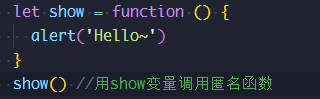 let show = function () {
  alert('Hello~')
}
show() //用show变量调用匿名函数